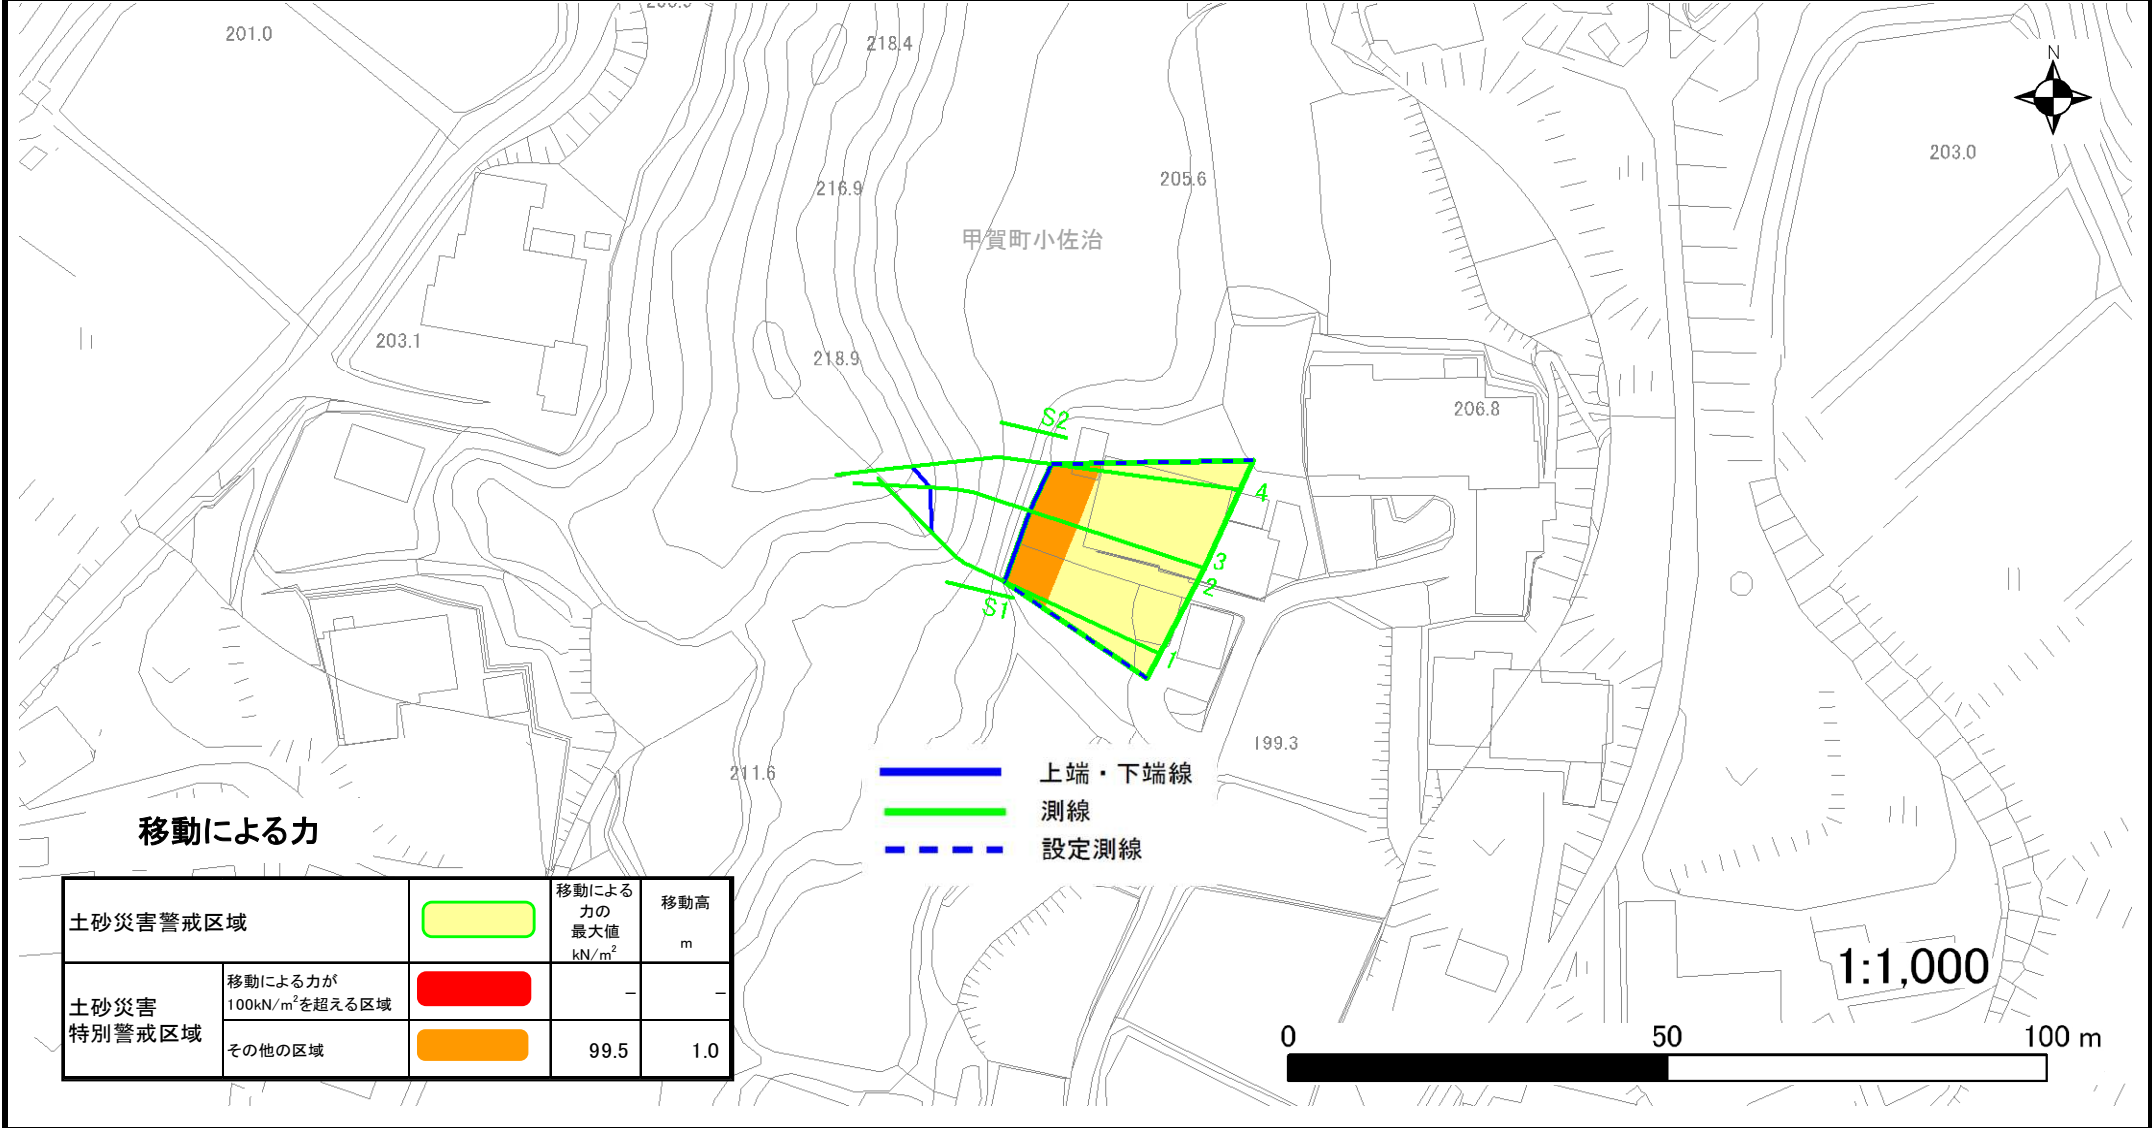 201.0
218.4
N
203.0
216.9
205.6
甲賀町小佐治
203.1
218.9
206.8
S2
4
3
2
S1
1
199.3
211.6
上端・下端線
測線
設定測線
移動による力
土砂災害警戒区域
移動による
力の
最大値
kN/m²
移動高
m
土砂災害
特別警戒区域
移動による力が
100kN/m²を超える区域
－
－
その他の区域
99.5
1.0
1:1,000
0
50
100 m